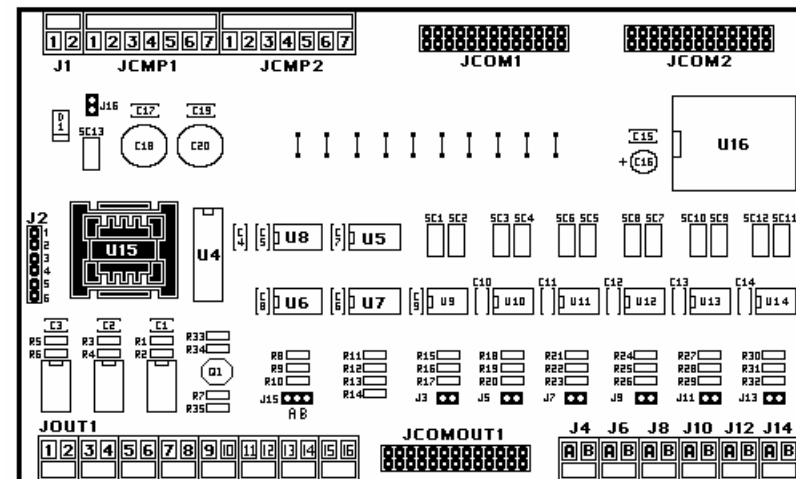 1 2 1 2 3 4 5 6 7 1 2 3 4 5 6 7
J1 JCMP1 JCMP2 JCOM1 JCOM2
D1 J16 C17 C19
SC13 C18 C20 C15 U16
+ C16
J2
1 2 3 4 5 6
U15 U4 C4 C5 U8 C7 U5 SC1 SC2 SC3 SC4 SC6 SC5 SC8 SC7 SC10 SC9 SC12 SC11
C10 C11 C12 C13 C14
C8 U6 C6 U7 C9 U9 U10 U11 U12 U13 U14
C3 C2 C1
R5 R3 R1 R33
R6 R4 R2 R34
Q1
R8 R11 R15 R18 R21 R24 R27 R30
R9 R12 R16 R19 R22 R25 R28 R31
R10 R13 R17 R20 R23 R26 R29 R32
R7 R14
R35 J15 J3 J5 J7 J9 J11 J13
A B
JOUT1 JCOMOUT1 J4 J6 J8 J10 J12 J14
1 2 3 4 5 6 7 8 9 10 11 12 13 14 15 16 A B A B A B A B A B A B